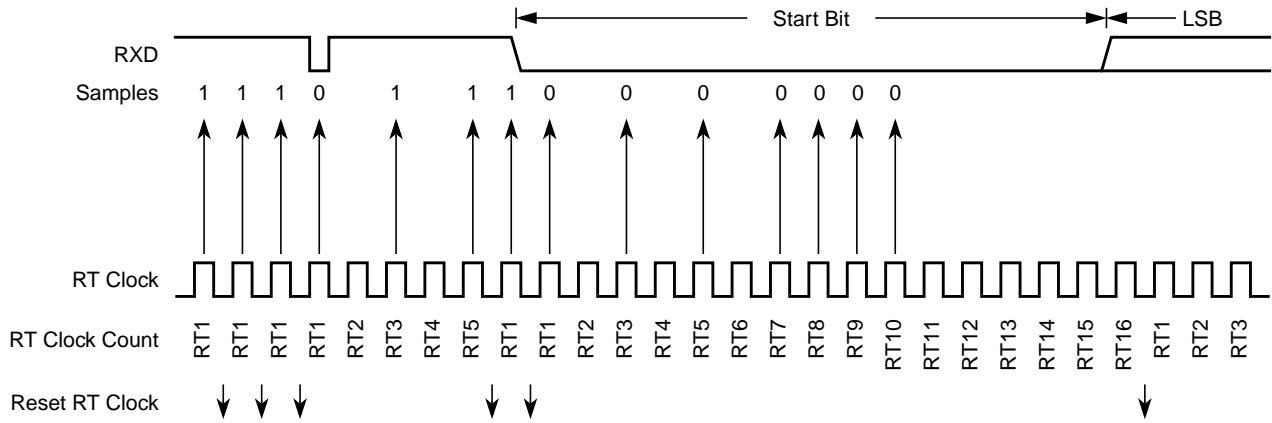 Start Bit LSB
RXD
Samples 1 1 1 0 1 1 1 0 0 0 0 0 0 0
RT Clock
RT Clock Count RT1 RT1 RT1 RT1 RT2 RT3 RT4 RT5 RT1 RT1 RT2 RT3 RT4 RT5 RT6 RT7 RT8 RT9 RT10 RT11 RT12 RT13 RT14 RT15 RT16 RT1 RT2 RT3
Reset RT Clock